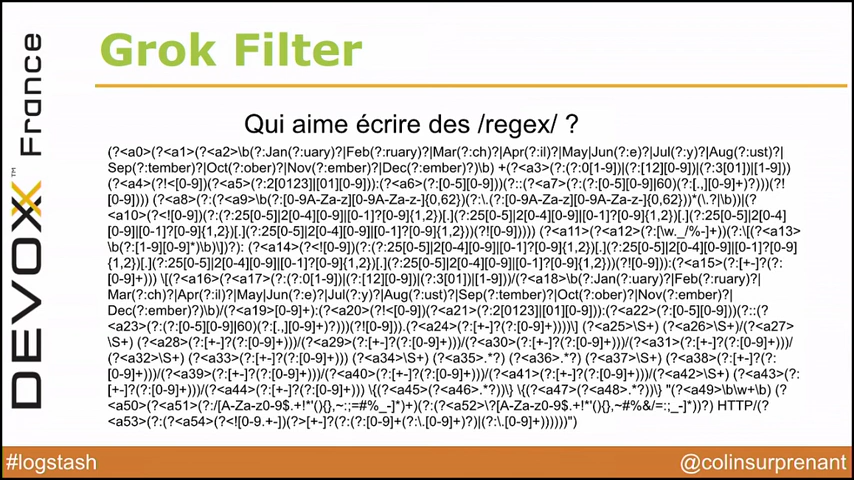 Grok Filter
Qui aime écrire des /regex/ ?
(?<a0>(?<a1>(?<a2>\b(?:Jan(?:uary)?|Feb(?:ruary)?|Mar(?:ch)?|Apr(?:il)?|May|Jun(?:e)?|Jul(?:y)?|Aug(?:ust)?|
Sep(?:tember)?|Oct(?:ober)?|Nov(?:ember)?|Dec(?:ember)?)\b) +(?<a3>(?:(?:0[1-9])|(?:[12][0-9])|(?:3[01])|[1-9]))
(?<a4>(?!<[0-9])(?<a5>(?:2[0123]|[01][0-9])):(?<a6>(?:[0-5][0-9]))(?::(?<a7>(?:(?:[0-5][0-9]|60)(?:[.,][0-9]+)?)))(?!
[0-9]))) (?<a8>(?:(?<a9>\b(?:[0-9A-Za-z][0-9A-Za-z-]{0,62})(?:\.(?:[0-9A-Za-z][0-9A-Za-z-]{0,62}))*(\.?|\b))|(?
<a10>(?<![0-9])(?:(?:25[0-5]|2[0-4][0-9]|[0-1]?[0-9]{1,2})[.](?:25[0-5]|2[0-4][0-9]|[0-1]?[0-9]{1,2})[.](?:25[0-5]|2[0-
4][0-9]|[0-1]?[0-9]{1,2})[.](?:25[0-5]|2[0-4][0-9]|[0-1]?[0-9]{1,2}))(?![0-9])))) (?<a11>(?<a12>(?:[\w._/%-]+))(?:\[(?<a13>
\b(?:[1-9][0-9]*)\b)\])?): (?<a14>(?<![0-9])(?:(?:25[0-5]|2[0-4][0-9]|[0-1]?[0-9]{1,2})[.](?:25[0-5]|2[0-4][0-9]|[0-1]?[0-9]
{1,2})[.](?:25[0-5]|2[0-4][0-9]|[0-1]?[0-9]{1,2})[.](?:25[0-5]|2[0-4][0-9]|[0-1]?[0-9]{1,2}))(?![0-9])):(?<a15>(?:[+-]?(?:
[0-9]+))) \[(?<a16>(?<a17>(?:(?:0[1-9])|(?:[12][0-9])|(?:3[01])|[1-9]))/(?<a18>\b(?:Jan(?:uary)?|Feb(?:ruary)?|
Mar(?:ch)?|Apr(?:il)?|May|Jun(?:e)?|Jul(?:y)?|Aug(?:ust)?|Sep(?:tember)?|Oct(?:ober)?|Nov(?:ember)?|
Dec(?:ember)?)\b)/(?<a19>[0-9]+):(?<a20>(?!<[0-9])(?<a21>(?:2[0123]|[01][0-9])):(?<a22>(?:[0-5][0-9]))(?::(?
<a23>(?:(?:[0-5][0-9]|60)(?:[.,][0-9]+)?)))(?![0-9])).(?<a24>(?:[+-]?(?:[0-9]+))))\] (?<a25>\S+) (?<a26>\S+)/(?<a27>
\S+) (?<a28>(?:[+-]?(?:[0-9]+)))/(?<a29>(?:[+-]?(?:[0-9]+)))/(?<a30>(?:[+-]?(?:[0-9]+)))/(?<a31>(?:[+-]?(?:[0-9]+)))/
(?<a32>\S+) (?<a33>(?:[+-]?(?:[0-9]+))) (?<a34>\S+) (?<a35>.*?) (?<a36>.*?) (?<a37>\S+) (?<a38>(?:[+-]?(?:
[0-9]+)))/(?<a39>(?:[+-]?(?:[0-9]+)))/(?<a40>(?:[+-]?(?:[0-9]+)))/(?<a41>(?:[+-]?(?:[0-9]+)))/(?<a42>\S+) (?<a43>(?:
[+-]?(?:[0-9]+)))/(?<a44>(?:[+-]?(?:[0-9]+))) \{(?<a45>(?<a46>.*?))\} \{(?<a47>(?<a48>.*?))\} "(?<a49>\b\w+\b) (?
<a50>(?<a51>(?:/[A-Za-z0-9$.+!*'(){},~:;=#%_-]*)+)(?:(?<a52>\?[A-Za-z0-9$.+!*'(){},~#%&/=:;_-]*))?) HTTP/(?
<a53>(?:(?<a54>(?<![0-9.+-])(?>[+-]?(?:(?:[0-9]+(?:\.[0-9]+)?)|(?:\.[0-9]+))))))")
DEVOXX™ France
#logstash
@colinsurprenant